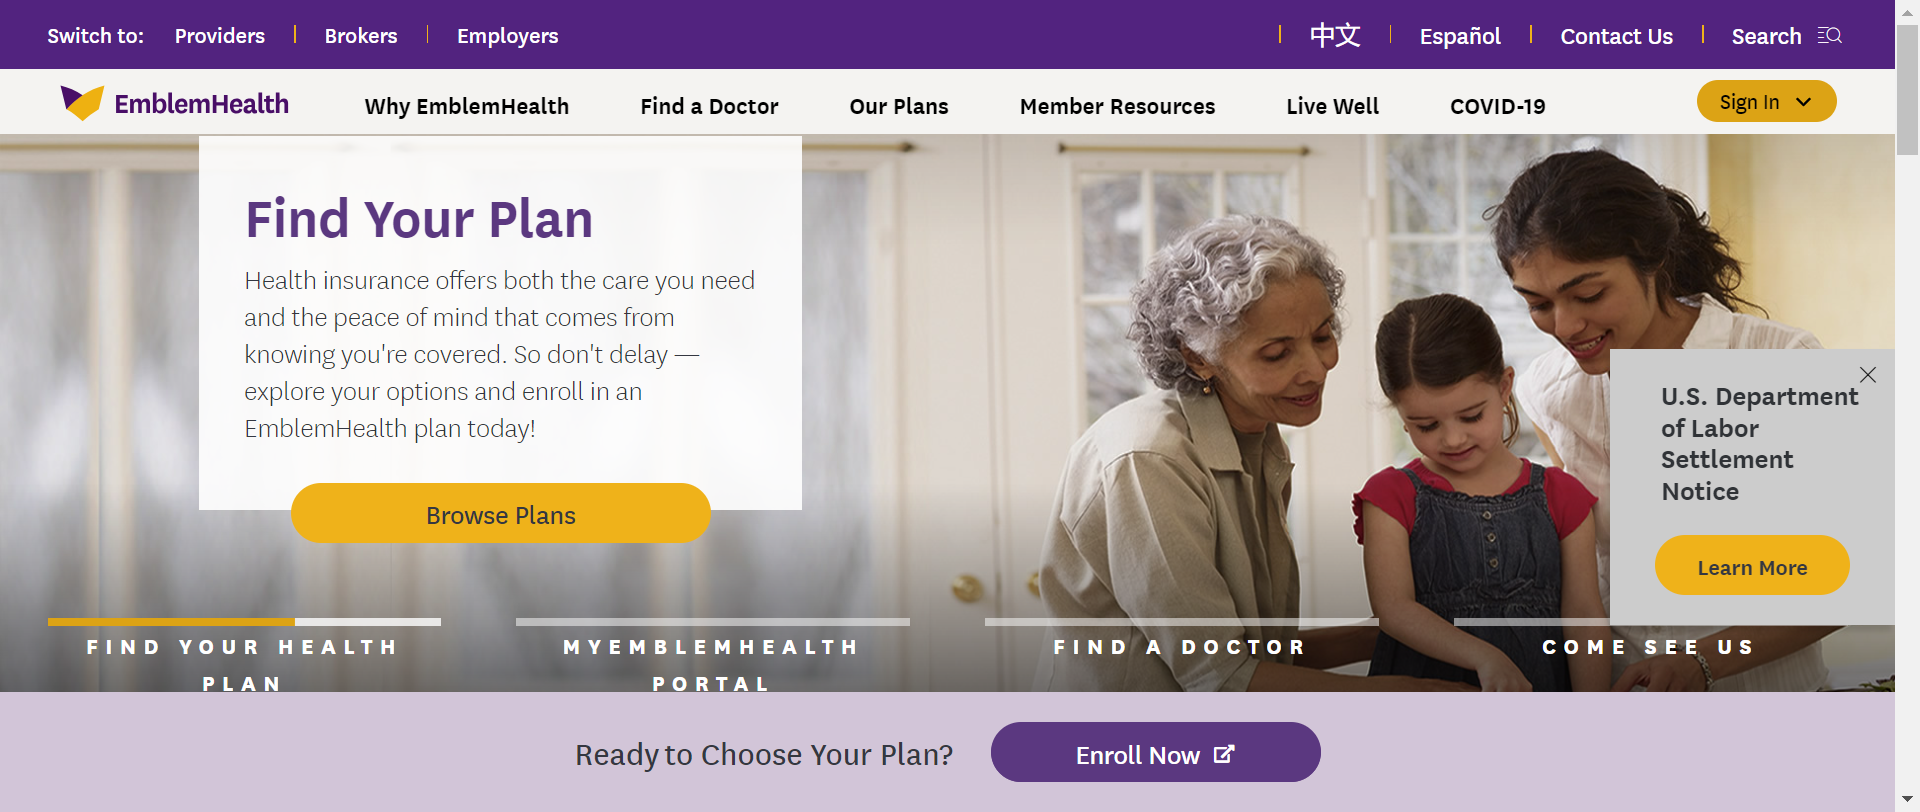 Switch to: Providers Brokers Employers 中文 Español Contact Us Search
EmblemHealth Why EmblemHealth Find a Doctor Our Plans Member Resources Live Well COVID-19 Sign In
Find Your Plan
Health insurance offers both the care you need
and the peace of mind that comes from
knowing you're covered. So don't delay —
explore your options and enroll in an
EmblemHealth plan today!
Browse Plans
U.S. Department
of Labor
Settlement
Notice
Learn More
FIND YOUR HEALTH
PLAN
MYEMBLEMHEALTH
PORTAL
FIND A DOCTOR
COME SEE US
Ready to Choose Your Plan? Enroll Now